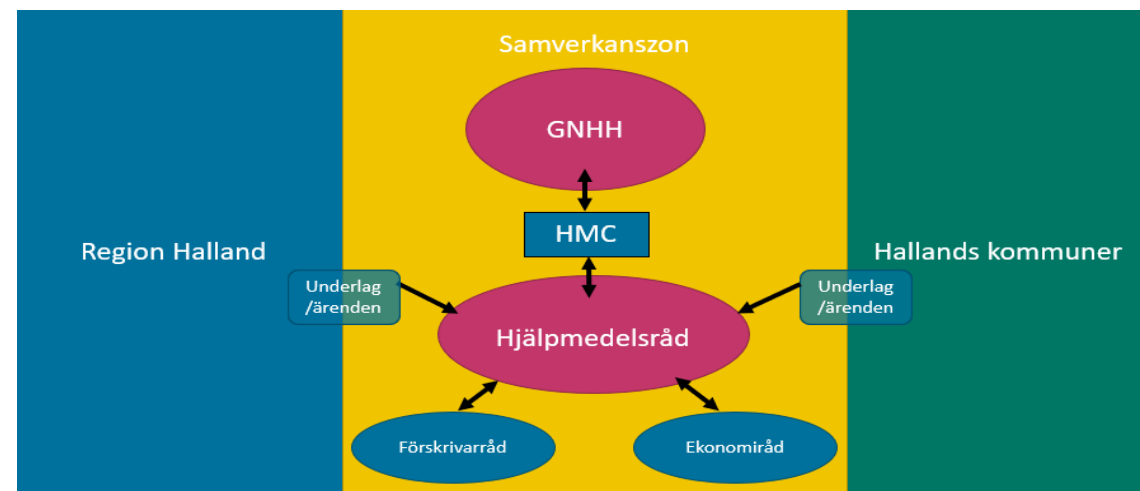 Samverkanszon
GNHH
HMC
Region Halland
Hallands kommuner
Underlag
/ärenden
Underlag
/ärenden
Hjälpmedelsråd
Förskrivarråd
Ekonomiråd